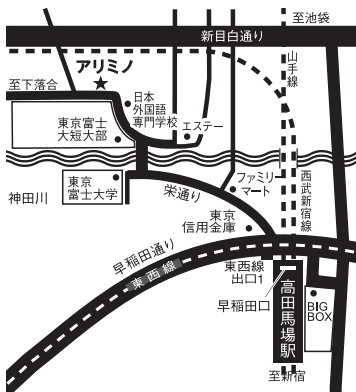 至池袋
新目白通り
アリミノ
山手線
至下落合
日本
外国語
専門学校
エステー
東京富士
大短大部
ファミリー
マート
西武新宿線
東京
富士大学
神田川
栄通り
東京
信用金庫
早稲田通り
東西線
東西線
出口1
早稲田口
高田馬場駅
BIG
BOX
至新宿